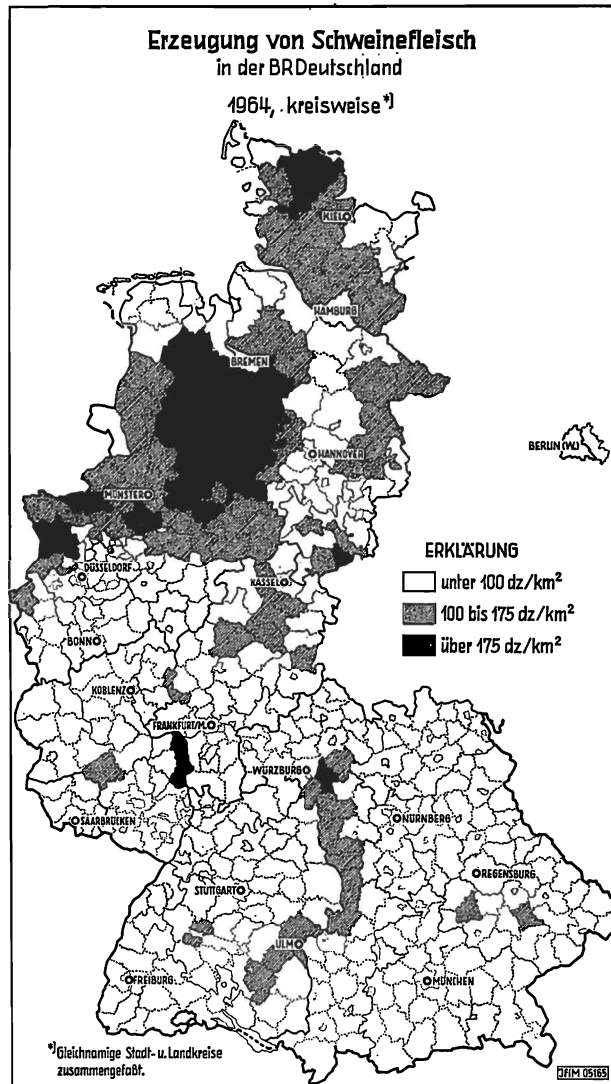 Erzeugung von Schweinefleisch
in der BRDeutschland
1964, kreisweise *)
KIEL
HAMBURG
BREMEN
HANNOVER
BERLIN (W.)
MÜNSTER
DÜSSELDORF
KASSEL
ERKLÄRUNG
unter 100 dz/km²
100 bis 175 dz/km²
über 175 dz/km²
BONN
KOBLENZ
FRANKFURT/M.
WÜRZBURG
SAARBRÜCKEN
NÜRNBERG
REGENSBURG
STUTTGART
ULM
FREIBURG
MÜNCHEN
*) Gleichnamige Stadt- u. Landkreise
zusammengefaßt.
JFfM 05165